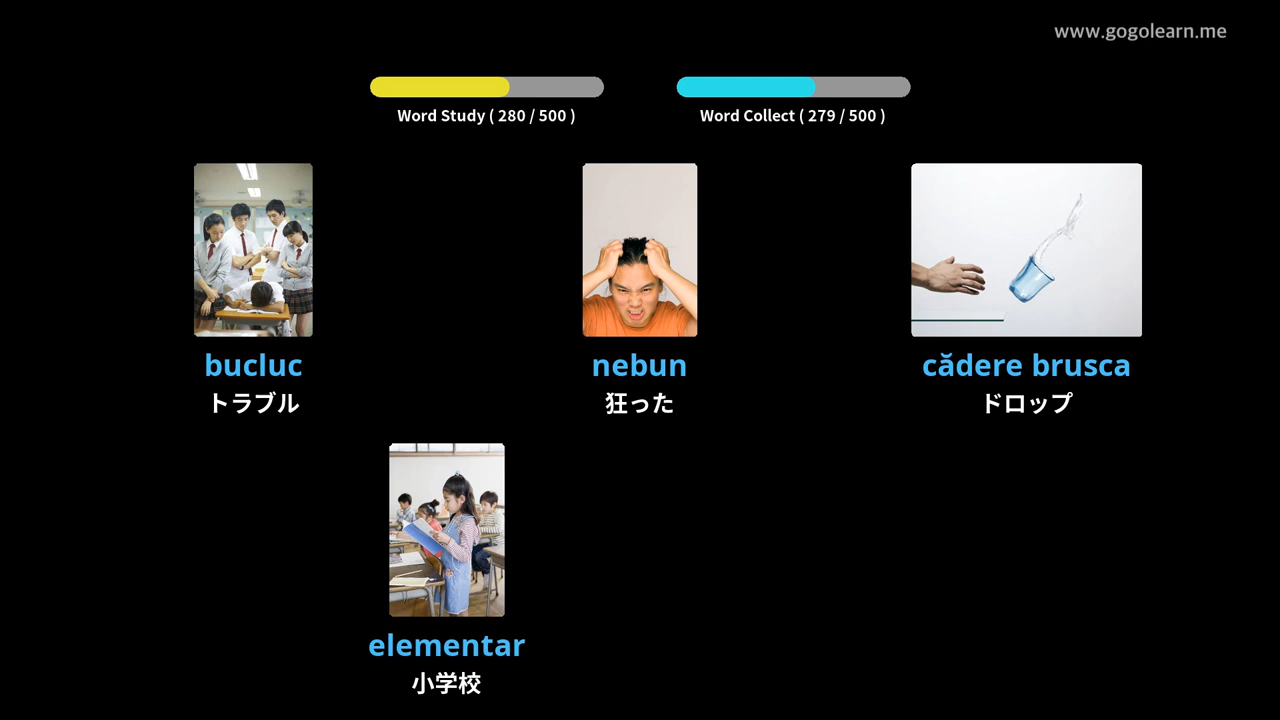 www.gogolearn.me
Word Study ( 280 / 500 )
Word Collect ( 279 / 500 )
bucluc
トラブル
nebun
狂った
cădere brusca
ドロップ
elementar
小学校